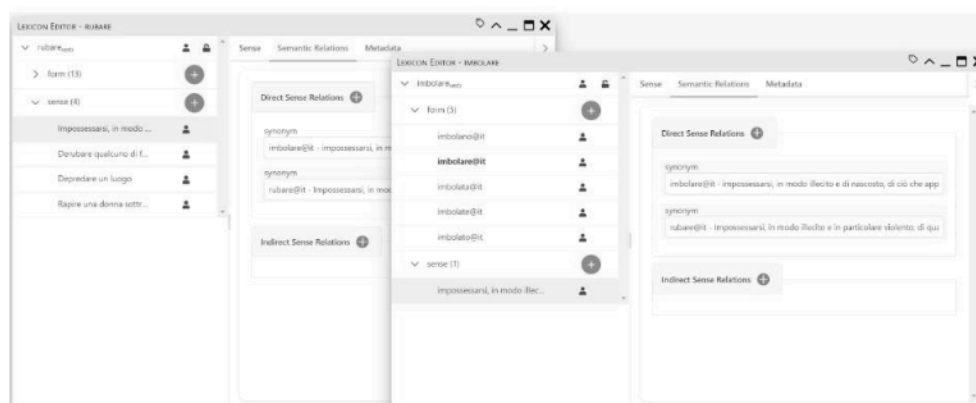 LEXICON EDITOR - RUBARE
rubare verb
form (13)
sense (4)
Impossessarsi, in modo ...
Derubare qualcuno di f...
Depredare un luogo
Rapire una donna sottr...
Sense Semantic Relations Metadata
Direct Sense Relations
synonym
imbolare@it - impossessarsi, in m
synonym
rubare@it - Impossessarsi, in moc
Indirect Sense Relations
LEXICON EDITOR - IMBOLARE
imbolare verb
form (5)
imbolano@it
imbolare@it
imbolata@it
imbolate@it
imbolato@it
sense (1)
impossessarsi, in modo illec...
Sense Semantic Relations Metadata
Direct Sense Relations
synonym
imbolare@it - impossessarsi, in modo illecito e di nascosto, di ciò che app
synonym
rubare@it - Impossessarsi, in modo illecito e in particolare violento, di qua
Indirect Sense Relations